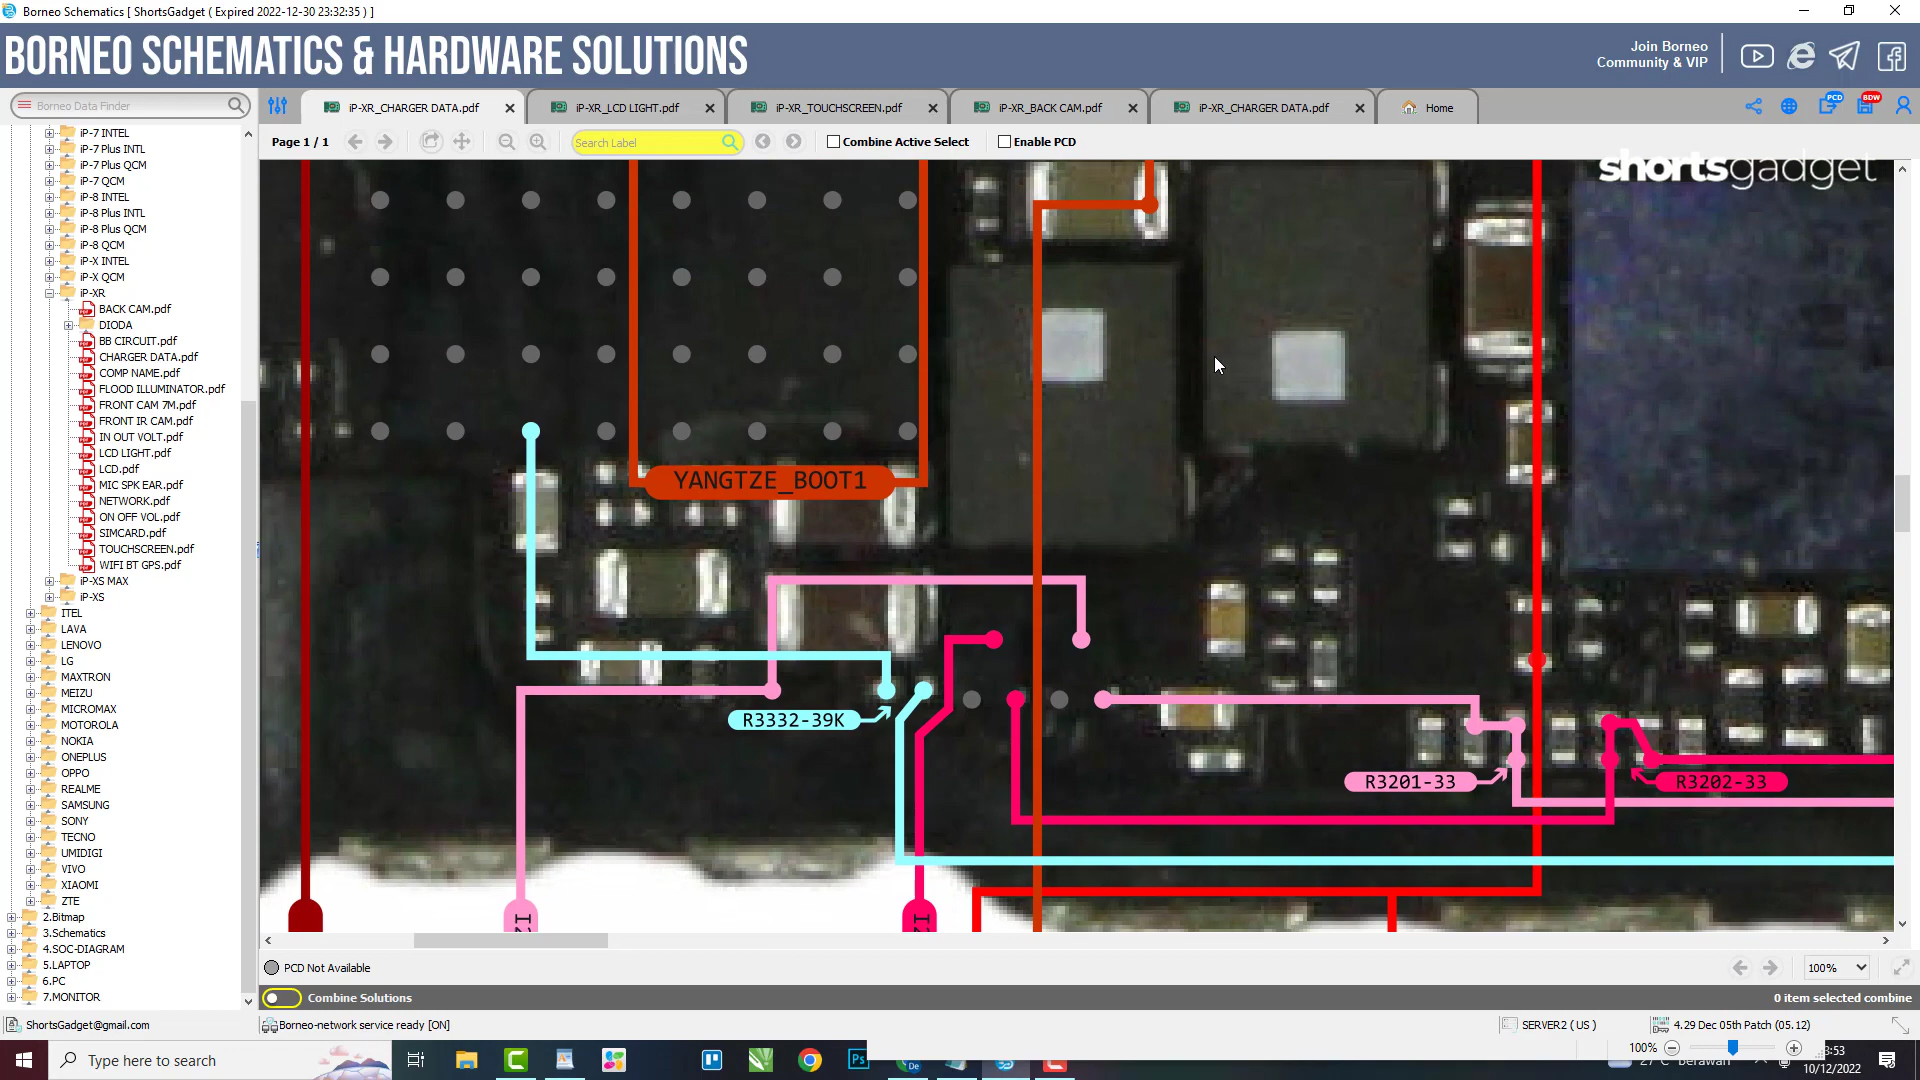 Borneo Schematics [ ShortsGadget ( Expired 2022-12-30 23:32:35 ) ]
BORNEO SCHEMATICS & HARDWARE SOLUTIONS
Join Borneo
Community & VIP
Borneo Data Finder
iP-XR_CHARGER DATA.pdf
iP-XR_LCD LIGHT.pdf
iP-XR_TOUCHSCREEN.pdf
iP-XR_BACK CAM.pdf
iP-XR_CHARGER DATA.pdf
Home
PCD
BDW
Page 1 / 1
Search Label
Combine Active Select
Enable PCD
shortsgadget
iP-7 INTEL
iP-7 Plus INTL
iP-7 Plus QCM
iP-7 QCM
iP-8 INTEL
iP-8 Plus INTL
iP-8 Plus QCM
iP-8 QCM
iP-X INTEL
iP-X QCM
iP-XR
BACK CAM.pdf
DIODA
BB CIRCUIT.pdf
CHARGER DATA.pdf
COMP NAME.pdf
FLOOD ILLUMINATOR.pdf
FRONT CAM 7M.pdf
FRONT IR CAM.pdf
IN OUT VOLT.pdf
LCD LIGHT.pdf
LCD.pdf
MIC SPK EAR.pdf
NETWORK.pdf
ON OFF VOL.pdf
SIMCARD.pdf
TOUCHSCREEN.pdf
WIFI BT GPS.pdf
iP-XS MAX
iP-XS
ITEL
LAVA
LENOVO
LG
MAXTRON
MEIZU
MICROMAX
MOTOROLA
NOKIA
ONEPLUS
OPPO
REALME
SAMSUNG
SONY
TECNO
UMIDIGI
VIVO
XIAOMI
ZTE
2.Bitmap
3.Schematics
4.SOC-DIAGRAM
5.LAPTOP
6.PC
7.MONITOR
YANGTZE_BOOT1
R3332-39K
R3201-33
R3202-33
PCD Not Available
100%
Combine Solutions
0 item selected combine
ShortsGadget@gmail.com
Borneo-network service ready [ON]
SERVER2 ( US )
4.29 Dec 05th Patch (05.12)
100%
Type here to search
Ps
De
27°C Berawan
3:53
10/12/2022